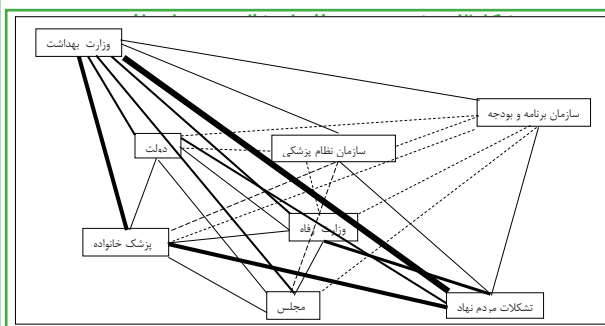 وزارت بهداشت
سازمان برنامه و بودجه
دولت
سازمان نظام پزشکی
وزارت رفاه
پزشک خانواده
مجلس
تشکلات مردم نهاد